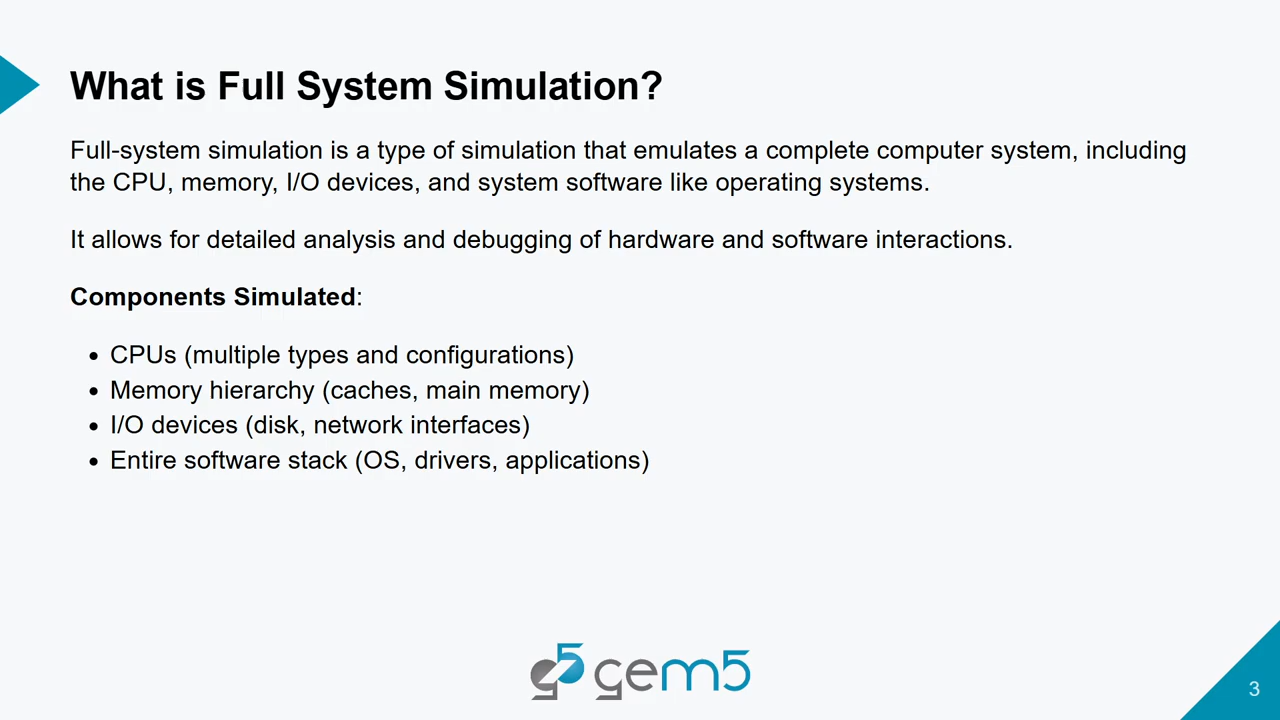 What is Full System Simulation?
Full-system simulation is a type of simulation that emulates a complete computer system, including
the CPU, memory, I/O devices, and system software like operating systems.
It allows for detailed analysis and debugging of hardware and software interactions.
Components Simulated:
• CPUs (multiple types and configurations)
• Memory hierarchy (caches, main memory)
• I/O devices (disk, network interfaces)
• Entire software stack (OS, drivers, applications)
g5 gem5
3